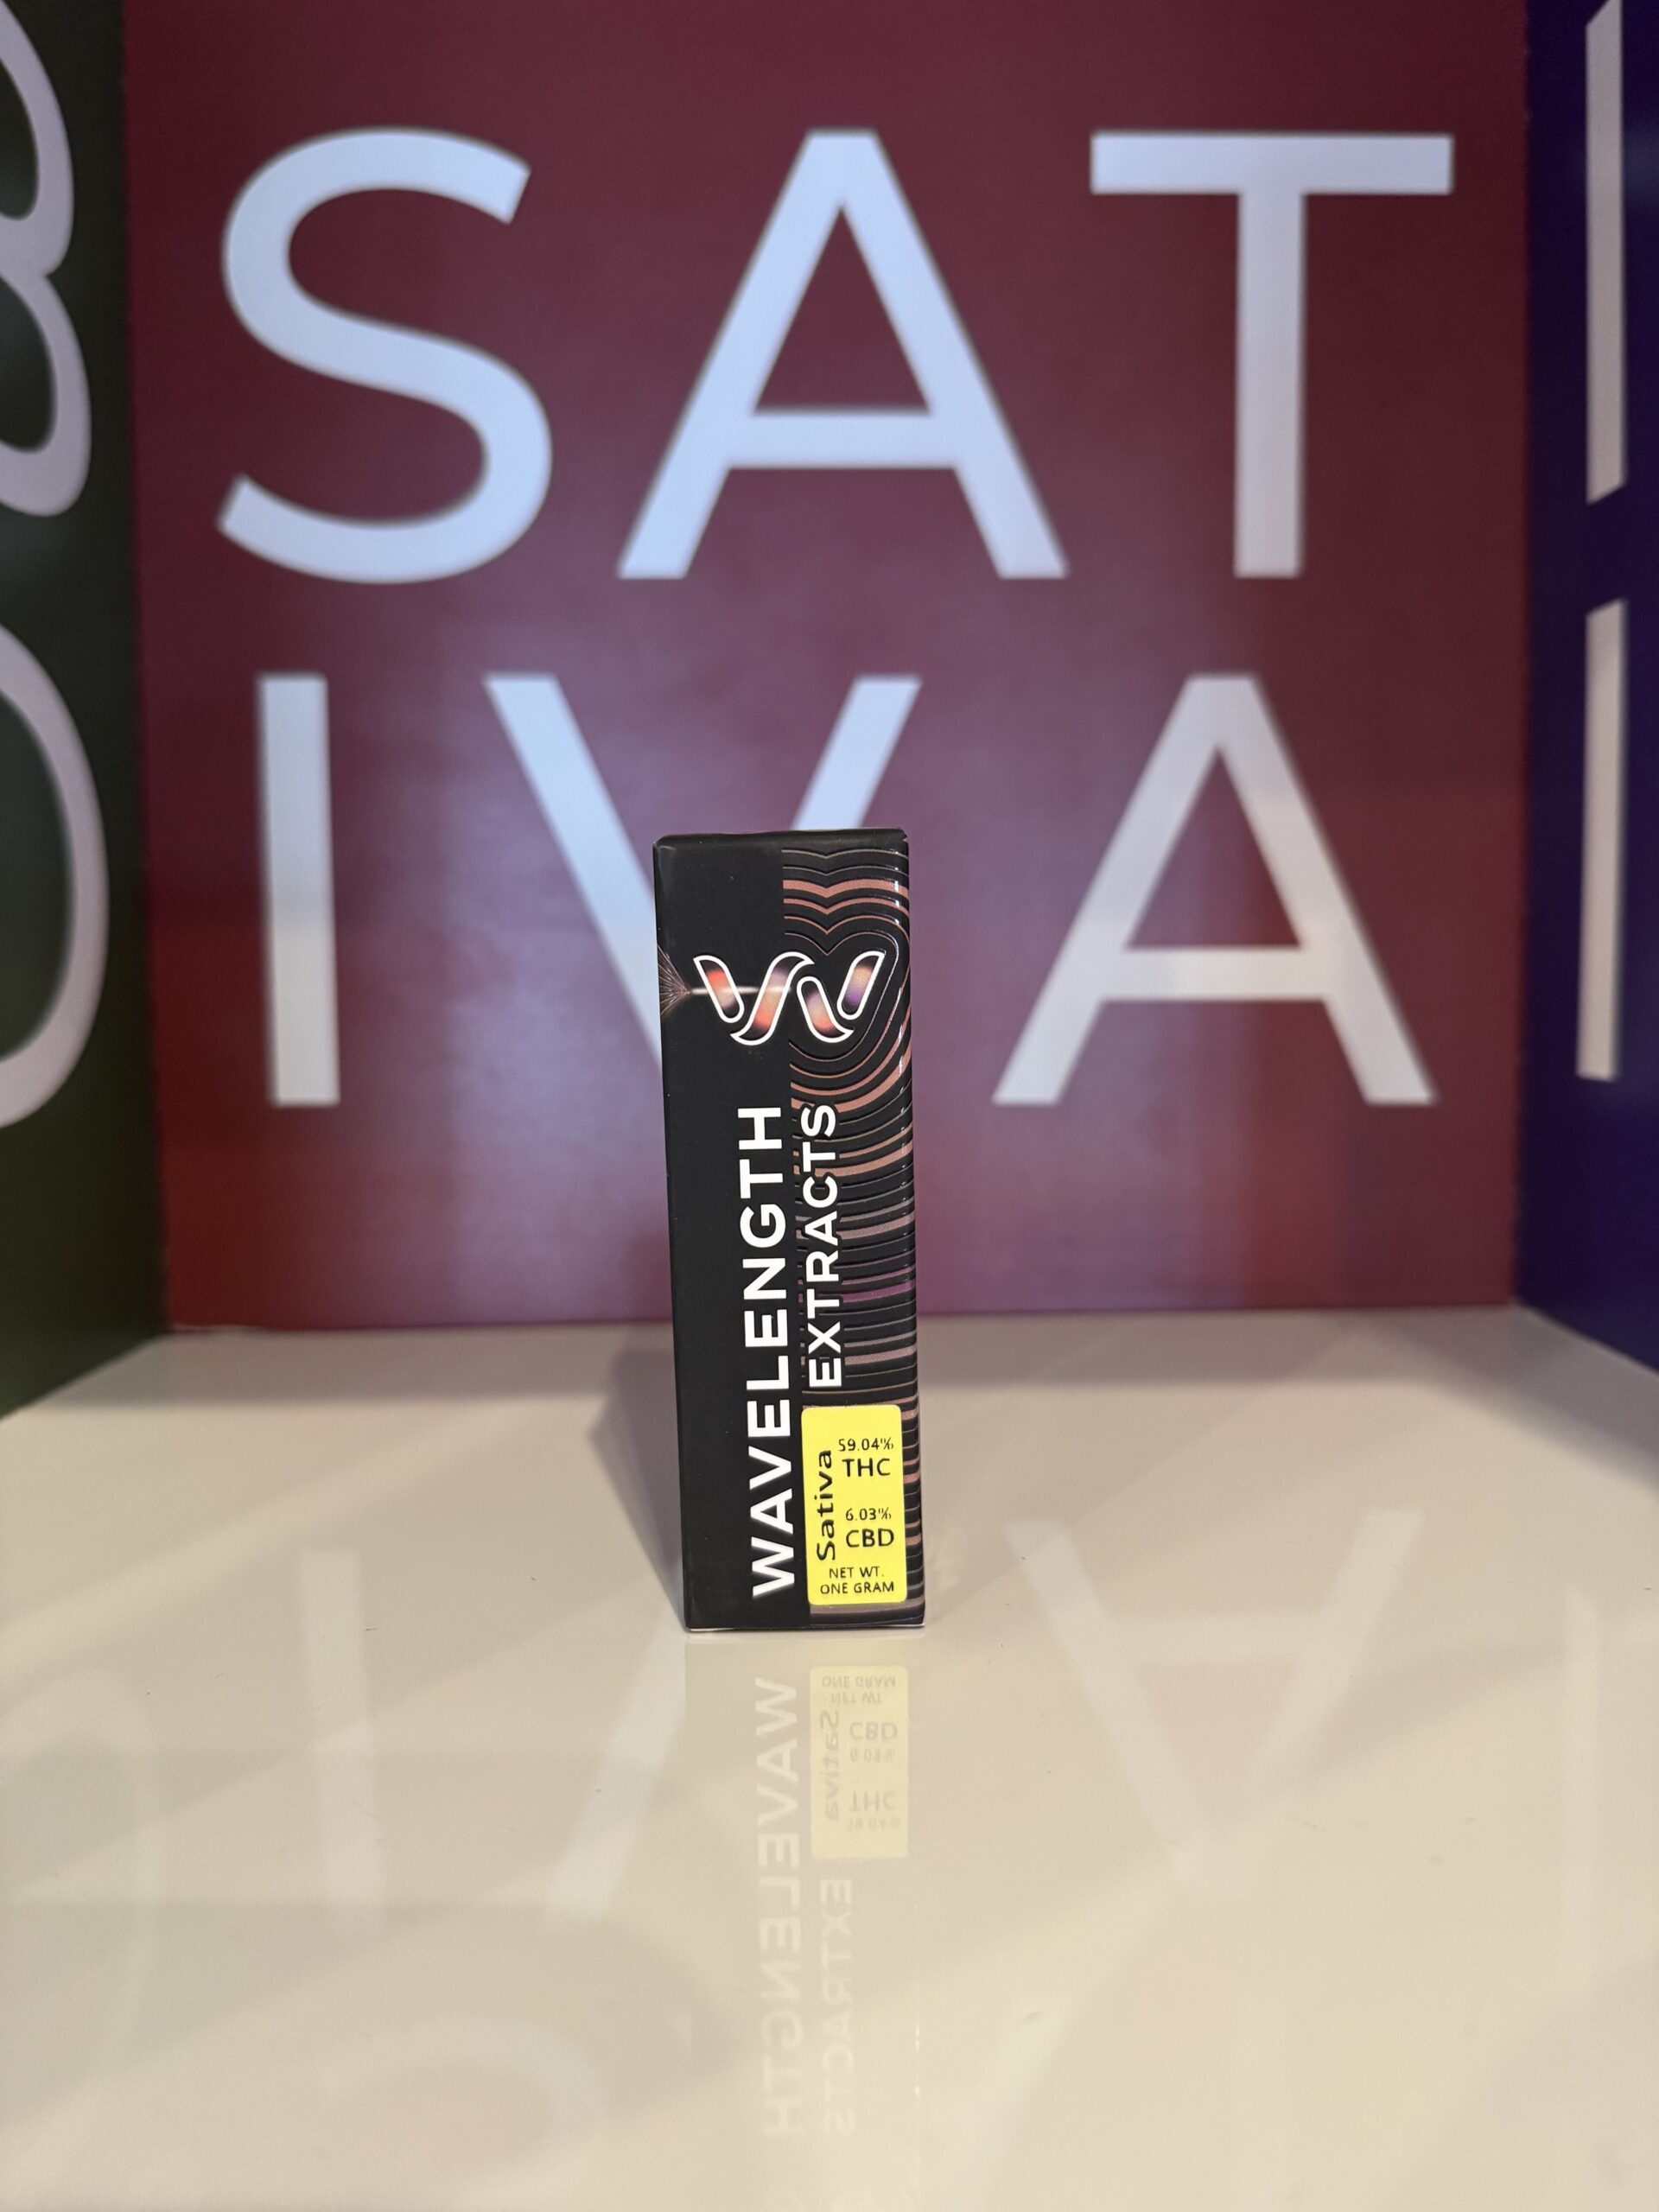 SAT
IVA
WAVELENGTH
EXTRACTS
Sativa
59.04%
THC
6.03%
CBD
NET WT.
ONE GRAM